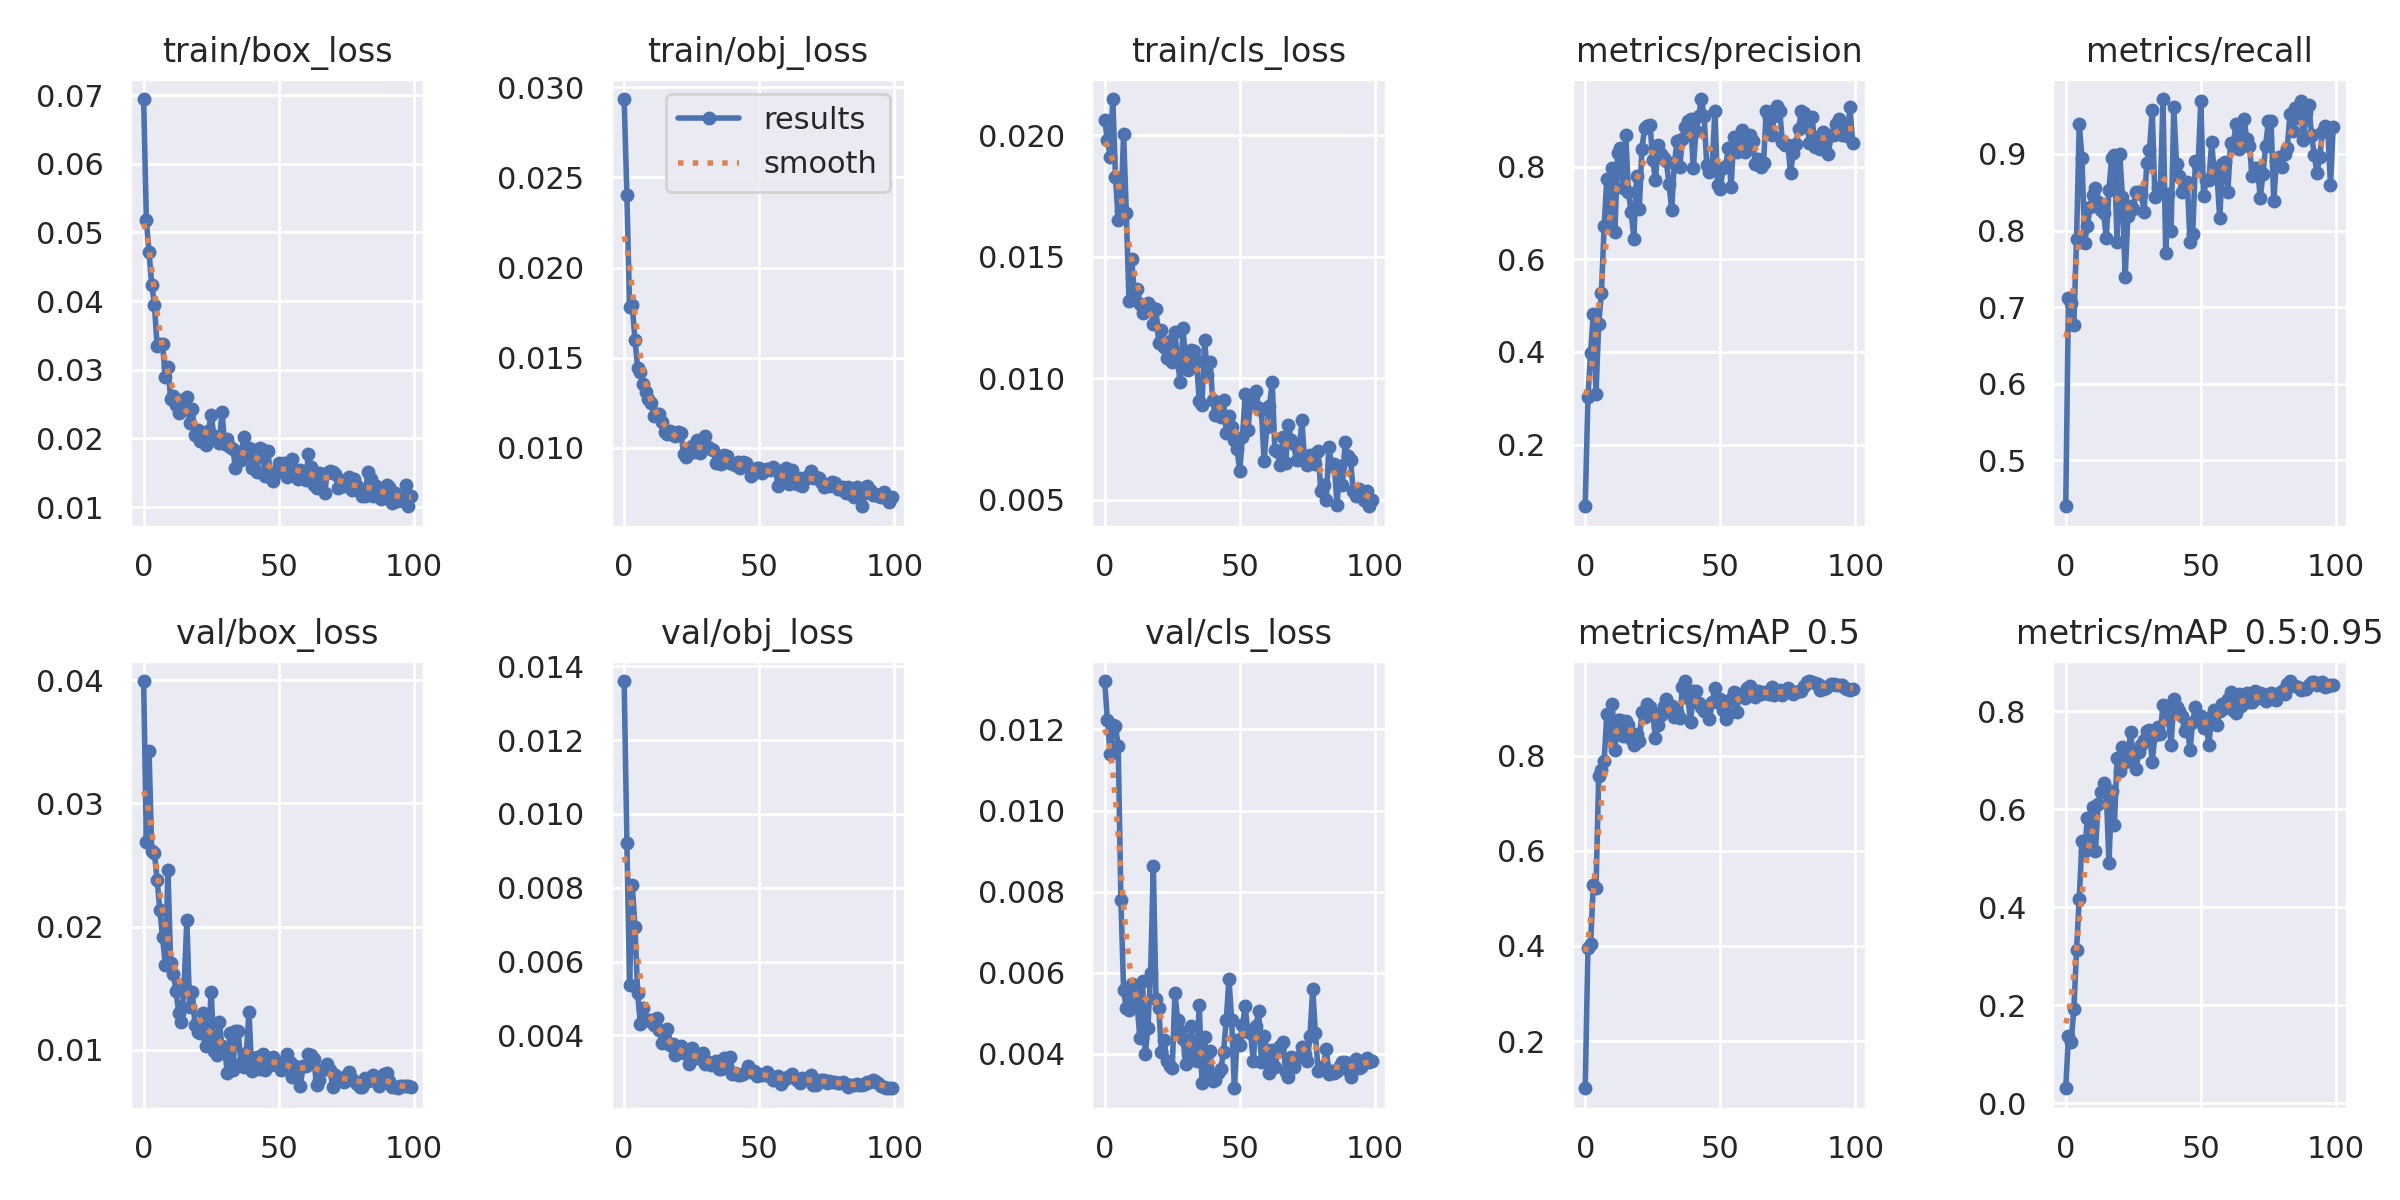 train/box_loss
0.07
0.06
0.05
0.04
0.03
0.02
0.01
0 50 100
train/obj_loss
results
smooth
0.030
0.025
0.020
0.015
0.010
0 50 100
train/cls_loss
0.020
0.015
0.010
0.005
0 50 100
metrics/precision
0.8
0.6
0.4
0.2
0 50 100
metrics/recall
0.9
0.8
0.7
0.6
0.5
0 50 100
val/box_loss
0.04
0.03
0.02
0.01
0 50 100
val/obj_loss
0.014
0.012
0.010
0.008
0.006
0.004
0 50 100
val/cls_loss
0.012
0.010
0.008
0.006
0.004
0 50 100
metrics/mAP_0.5
0.8
0.6
0.4
0.2
0 50 100
metrics/mAP_0.5:0.95
0.8
0.6
0.4
0.2
0.0
0 50 100